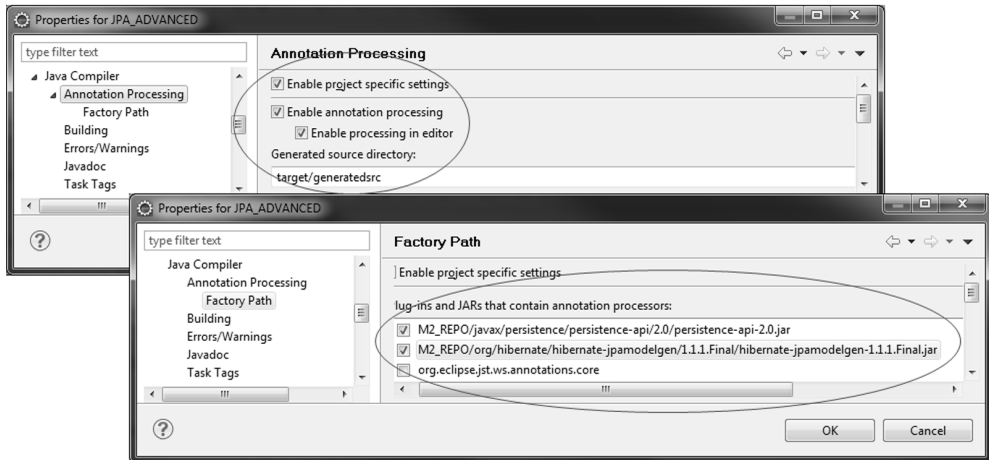 Properties for JPA_ADVANCED
type filter text
Java Compiler
Annotation Processing
Factory Path
Building
Errors/Warnings
Javadoc
Task Tags
Annotation Processing
Enable project specific settings
Enable annotation processing
Enable processing in editor
Generated source directory:
target/generatedsrc
Properties for JPA_ADVANCED
type filter text
Java Compiler
Annotation Processing
Factory Path
Building
Errors/Warnings
Javadoc
Task Tags
Factory Path
Enable project specific settings
lug-ins and JARs that contain annotation processors:
M2_REPO/javax/persistence/persistence-api/2.0/persistence-api-2.0.jar
M2_REPO/org/hibernate/hibernate-jpamodelgen/1.1.1.Final/hibernate-jpamodelgen-1.1.1.Final.jar
org.eclipse.jst.ws.annotations.core
OK
Cancel